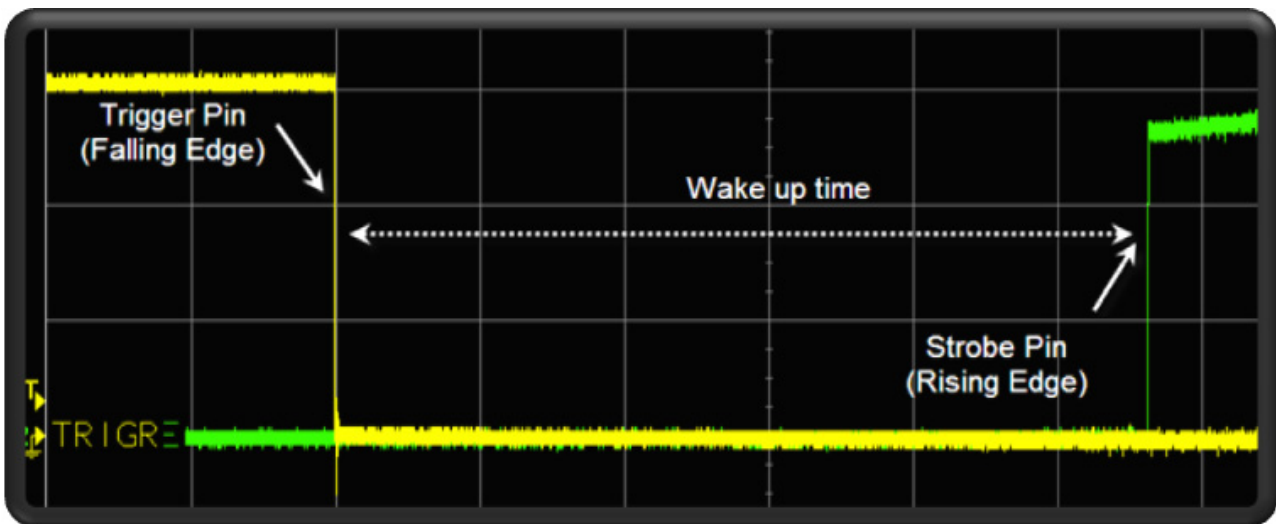 Trigger Pin
(Falling Edge)
Wake up time
Strobe Pin
(Rising Edge)
T
TRIGRE